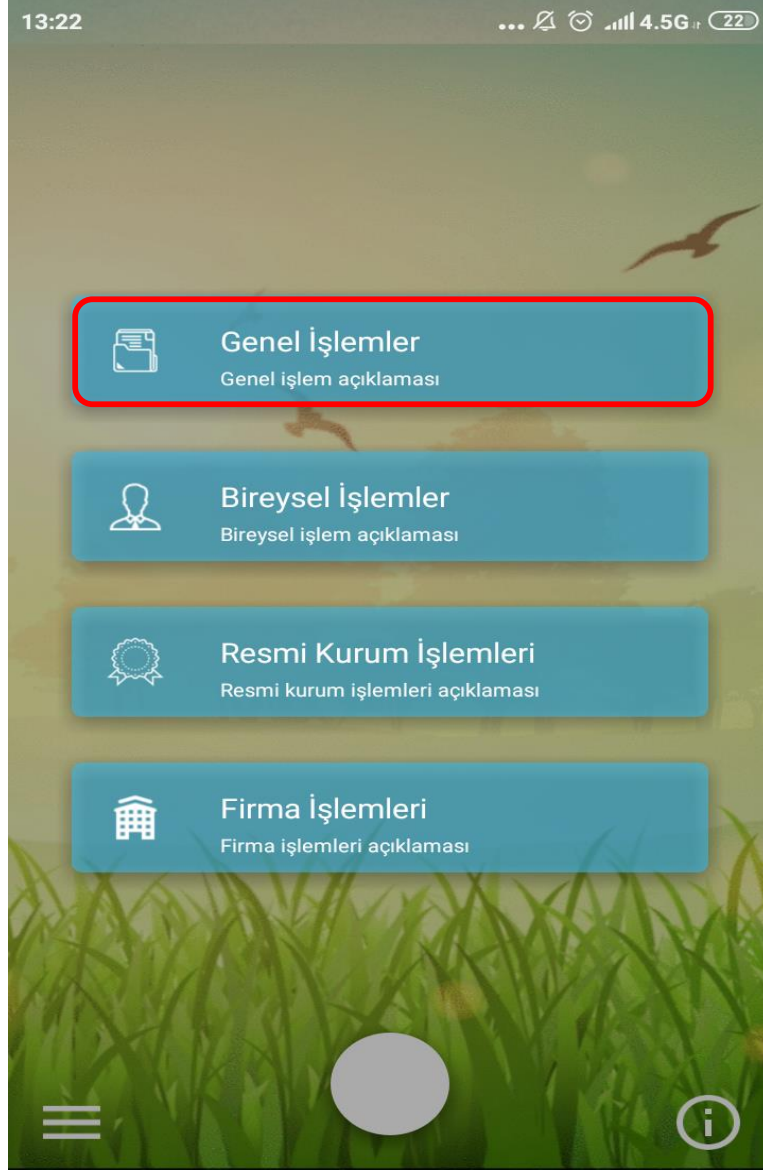 13:22
... 4.5G 22
Genel İşlemler
Genel işlem açıklaması
Bireysel İşlemler
Bireysel işlem açıklaması
Resmi Kurum İşlemleri
Resmi kurum işlemleri açıklaması
Firma İşlemleri
Firma işlemleri açıklaması